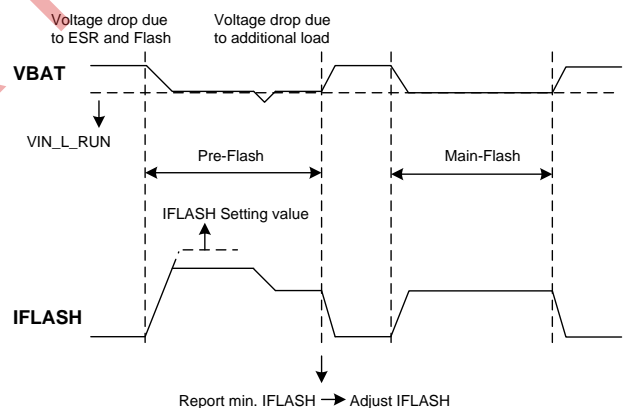 Voltage drop due
to ESR and Flash
Voltage drop due
to additional load
VBAT
VIN_L_RUN
Pre-Flash
Main-Flash
IFLASH Setting value
IFLASH
Report min. IFLASH
Adjust IFLASH